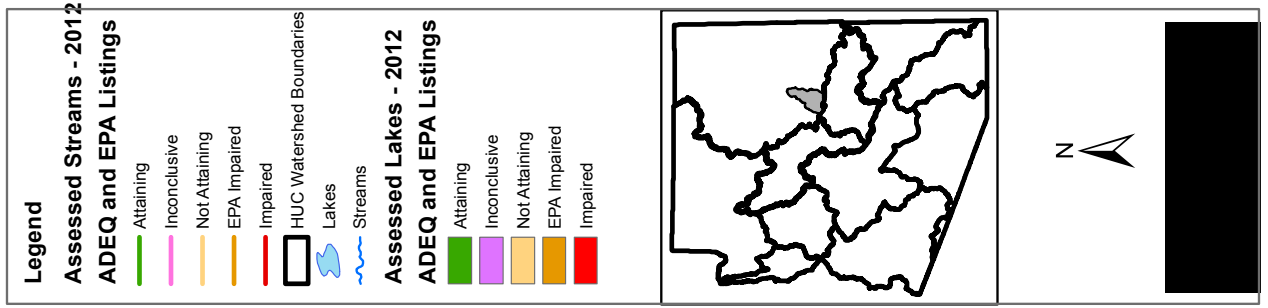 Legend
Assessed Streams - 2012
ADEQ and EPA Listings
Attaining
Inconclusive
Not Attaining
EPA Impaired
Impaired
HUC Watershed Boundaries
Lakes
Streams
Assessed Lakes - 2012
ADEQ and EPA Listings
Attaining
Inconclusive
Not Attaining
EPA Impaired
Impaired
N